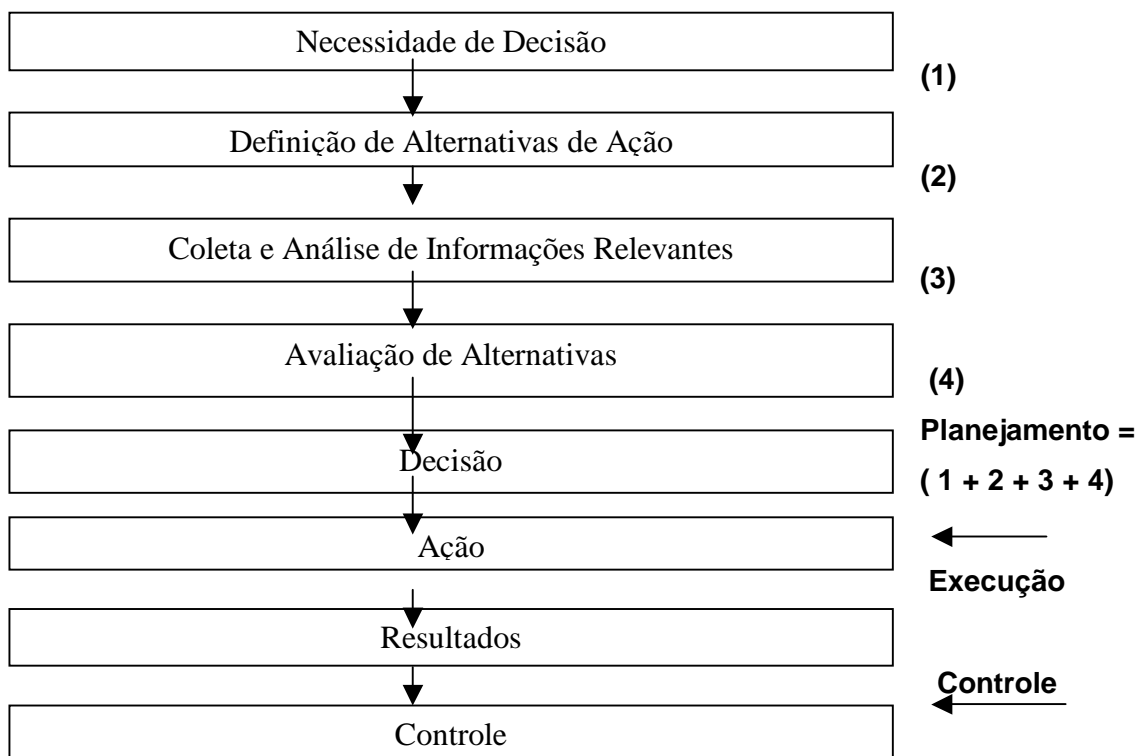 Necessidade de Decisão
(1)
Definição de Alternativas de Ação
(2)
Coleta e Análise de Informações Relevantes
(3)
Avaliação de Alternativas
(4)
Planejamento =
Decisão
( 1 + 2 + 3 + 4)
Ação
Execução
Resultados
Controle
Controle